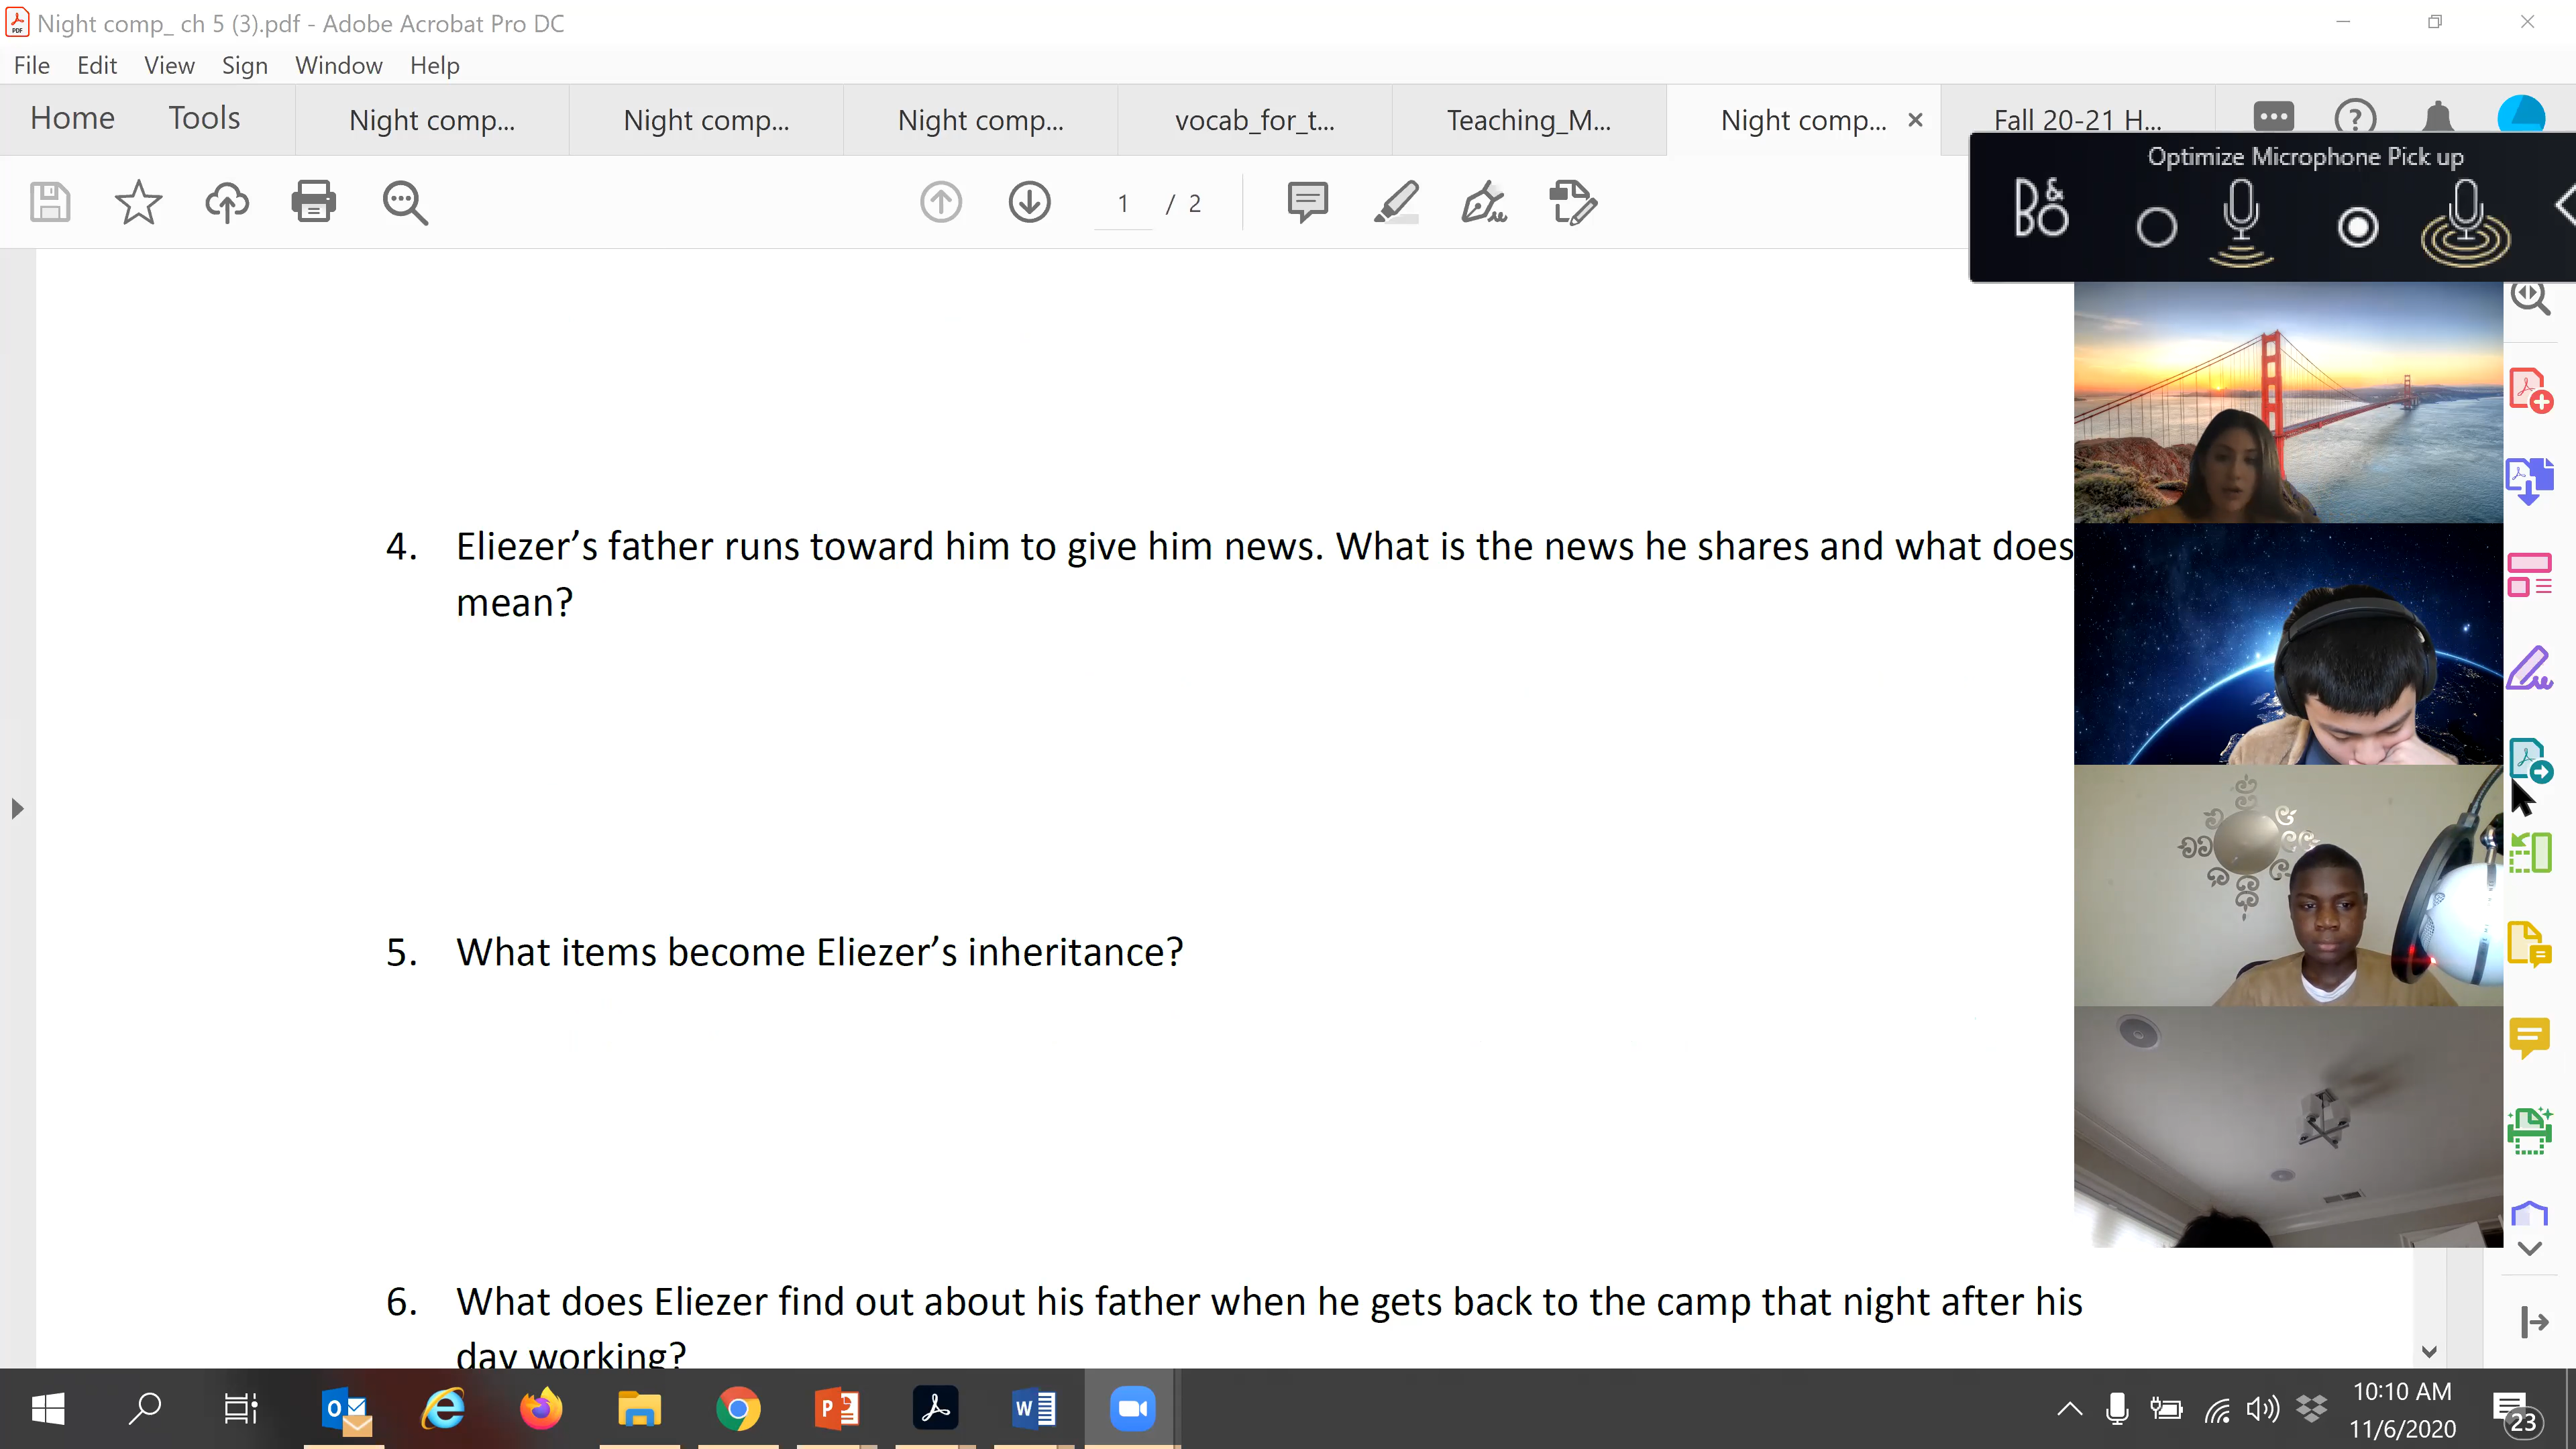 Night comp_ ch 5 (3).pdf - Adobe Acrobat Pro DC
File Edit View Sign Window Help
Home Tools Night comp... Night comp... Night comp... vocab_for_t... Teaching_M... Night comp... Fall 20-21 H...
Optimize Microphone Pick up
B&O
1 / 2
4. Eliezer’s father runs toward him to give him news. What is the news he shares and what does
mean?
5. What items become Eliezer’s inheritance?
6. What does Eliezer find out about his father when he gets back to the camp that night after his
day working?
10:10 AM
11/6/2020
23